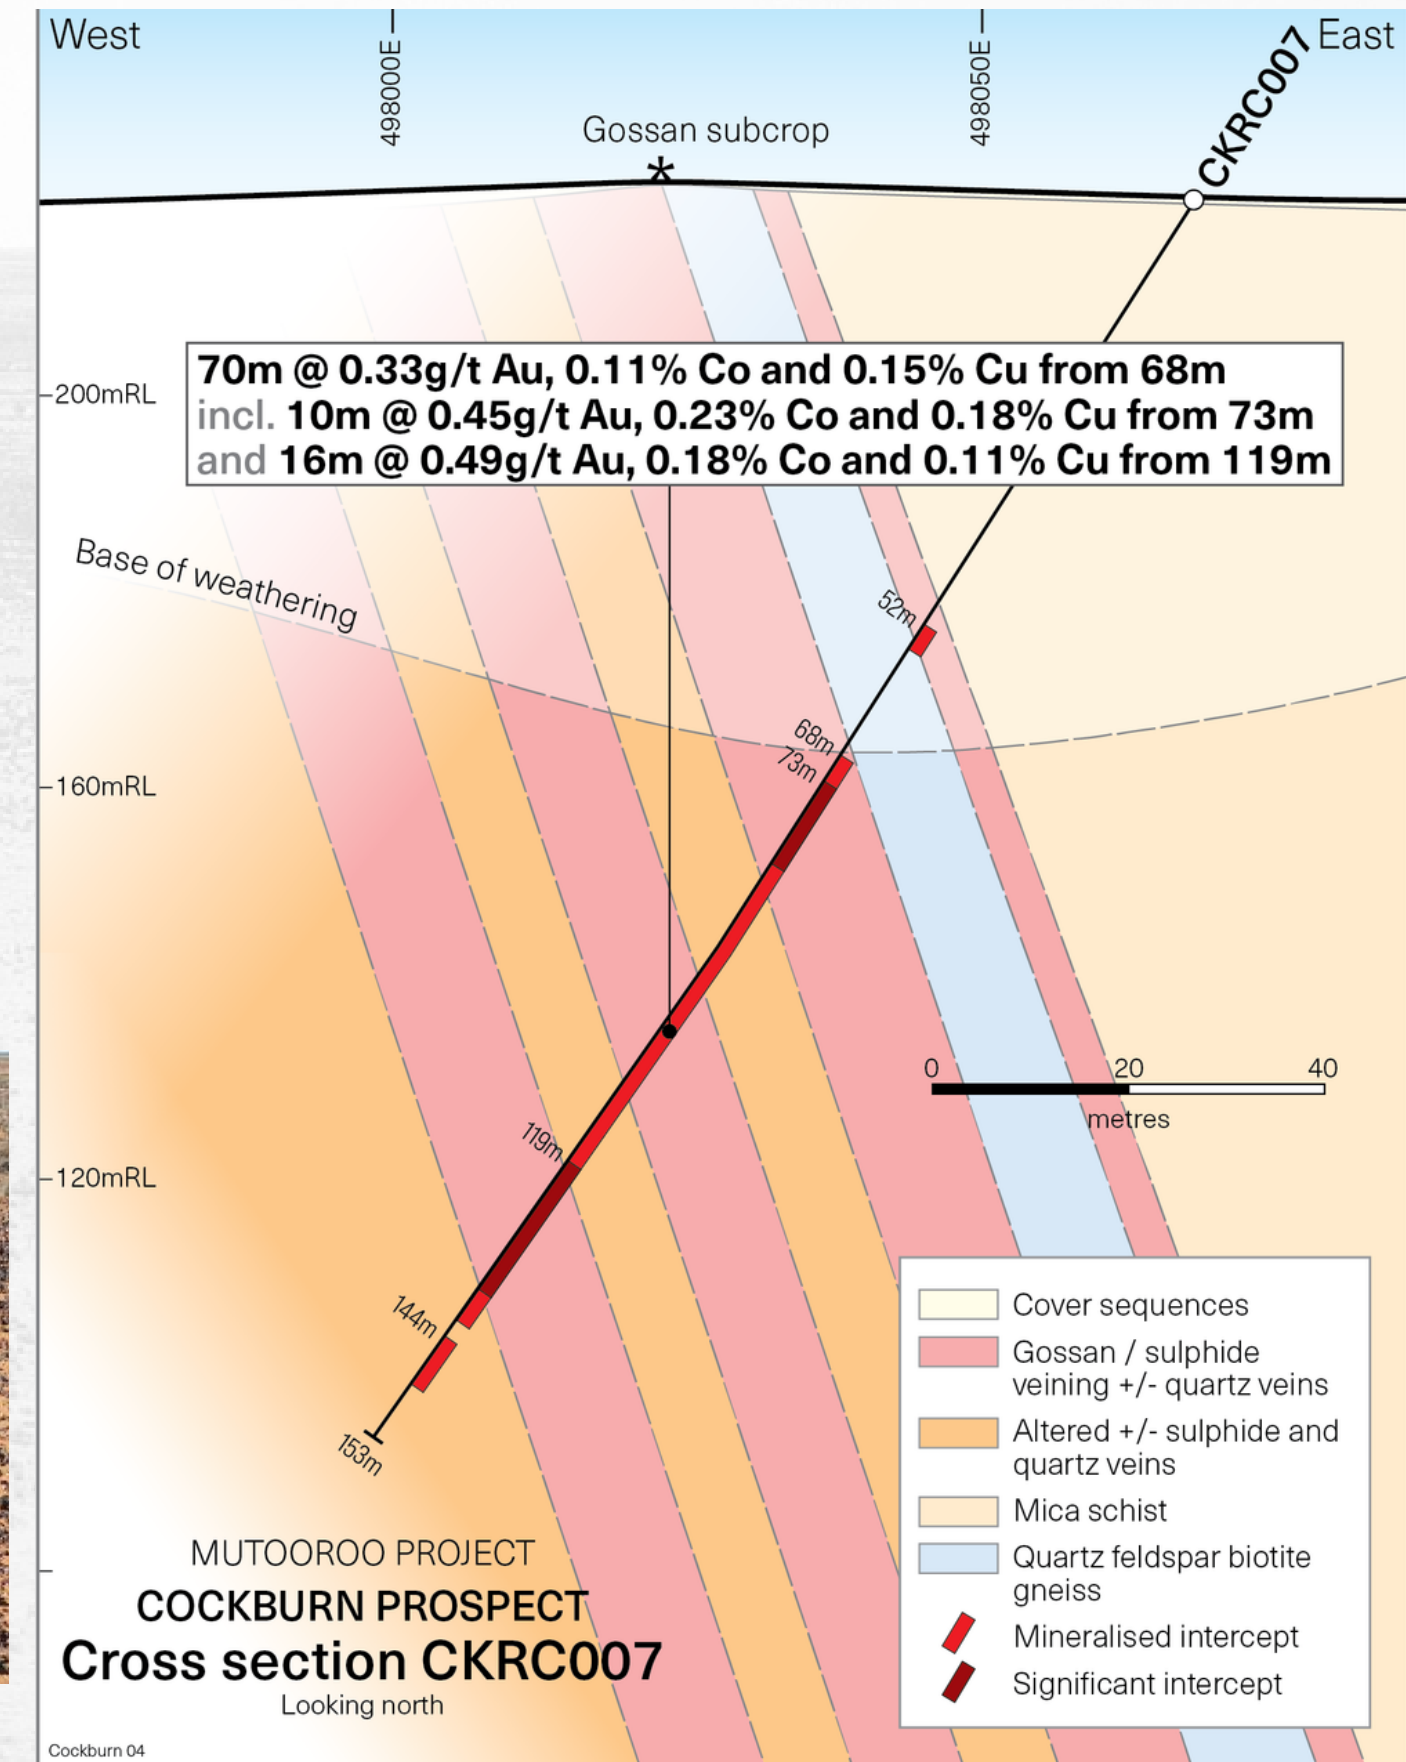 West
498000E
498050E
East
CKRC007
Gossan subcrop
*
70m @ 0.33g/t Au, 0.11% Co and 0.15% Cu from 68m
incl. 10m @ 0.45g/t Au, 0.23% Co and 0.18% Cu from 73m
and 16m @ 0.49g/t Au, 0.18% Co and 0.11% Cu from 119m
200mRL
Base of weathering
52m
68m
73m
160mRL
0 20 40
metres
119m
120mRL
144m
153m
Cover sequences
Gossan / sulphide
veining +/- quartz veins
Altered +/- sulphide and
quartz veins
Mica schist
Quartz feldspar biotite
gneiss
Mineralised intercept
Significant intercept
MUTOOROO PROJECT
COCKBURN PROSPECT
Cross section CKRC007
Looking north
Cockburn 04